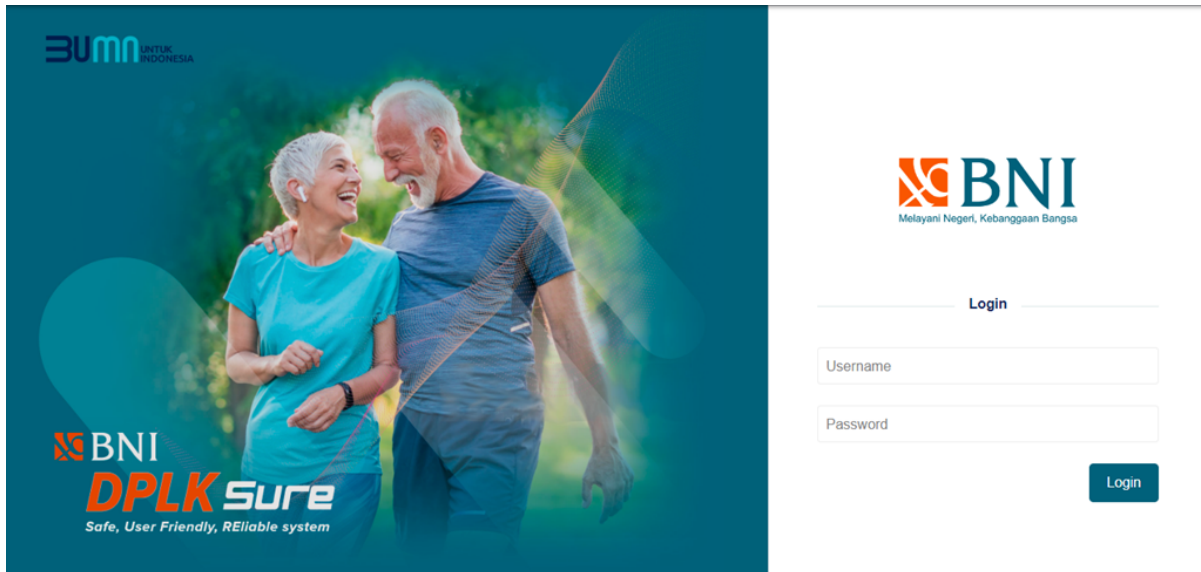 BUMN UNTUK
INDONESIA
BNI
DPLK Sure
Safe, User Friendly, REliable system
BNI
Melayani Negeri, Kebanggaan Bangsa
Login
Username
Password
Login